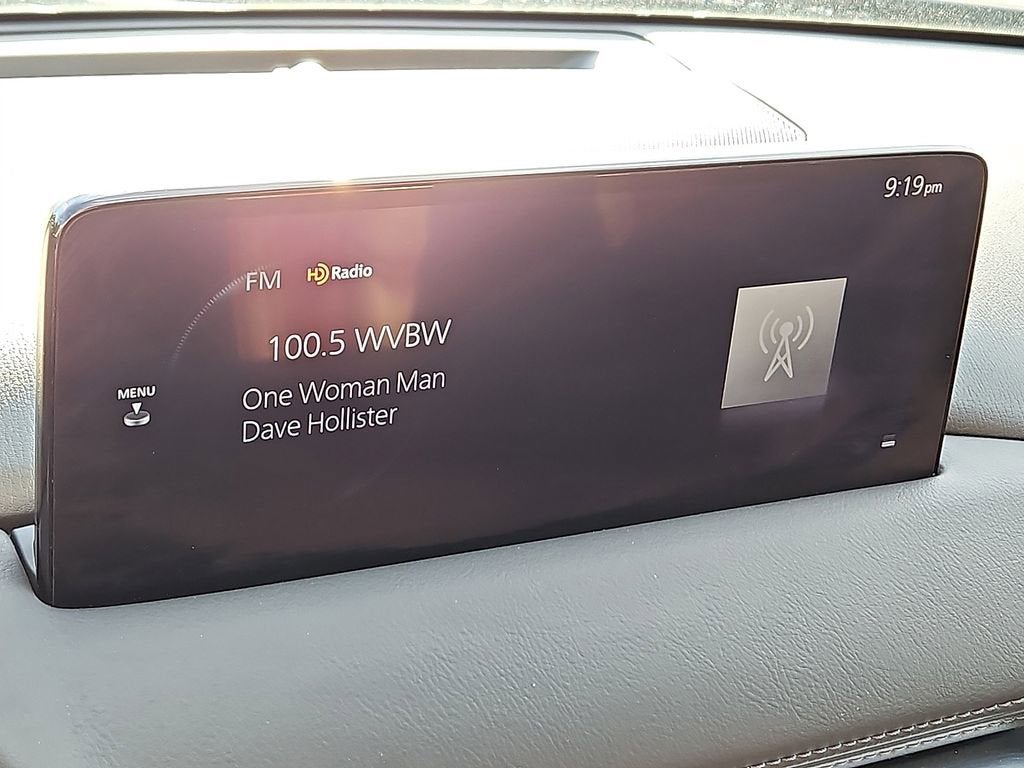 9:19pm
FM HD Radio
100.5 WVBW
MENU
One Woman Man
Dave Hollister